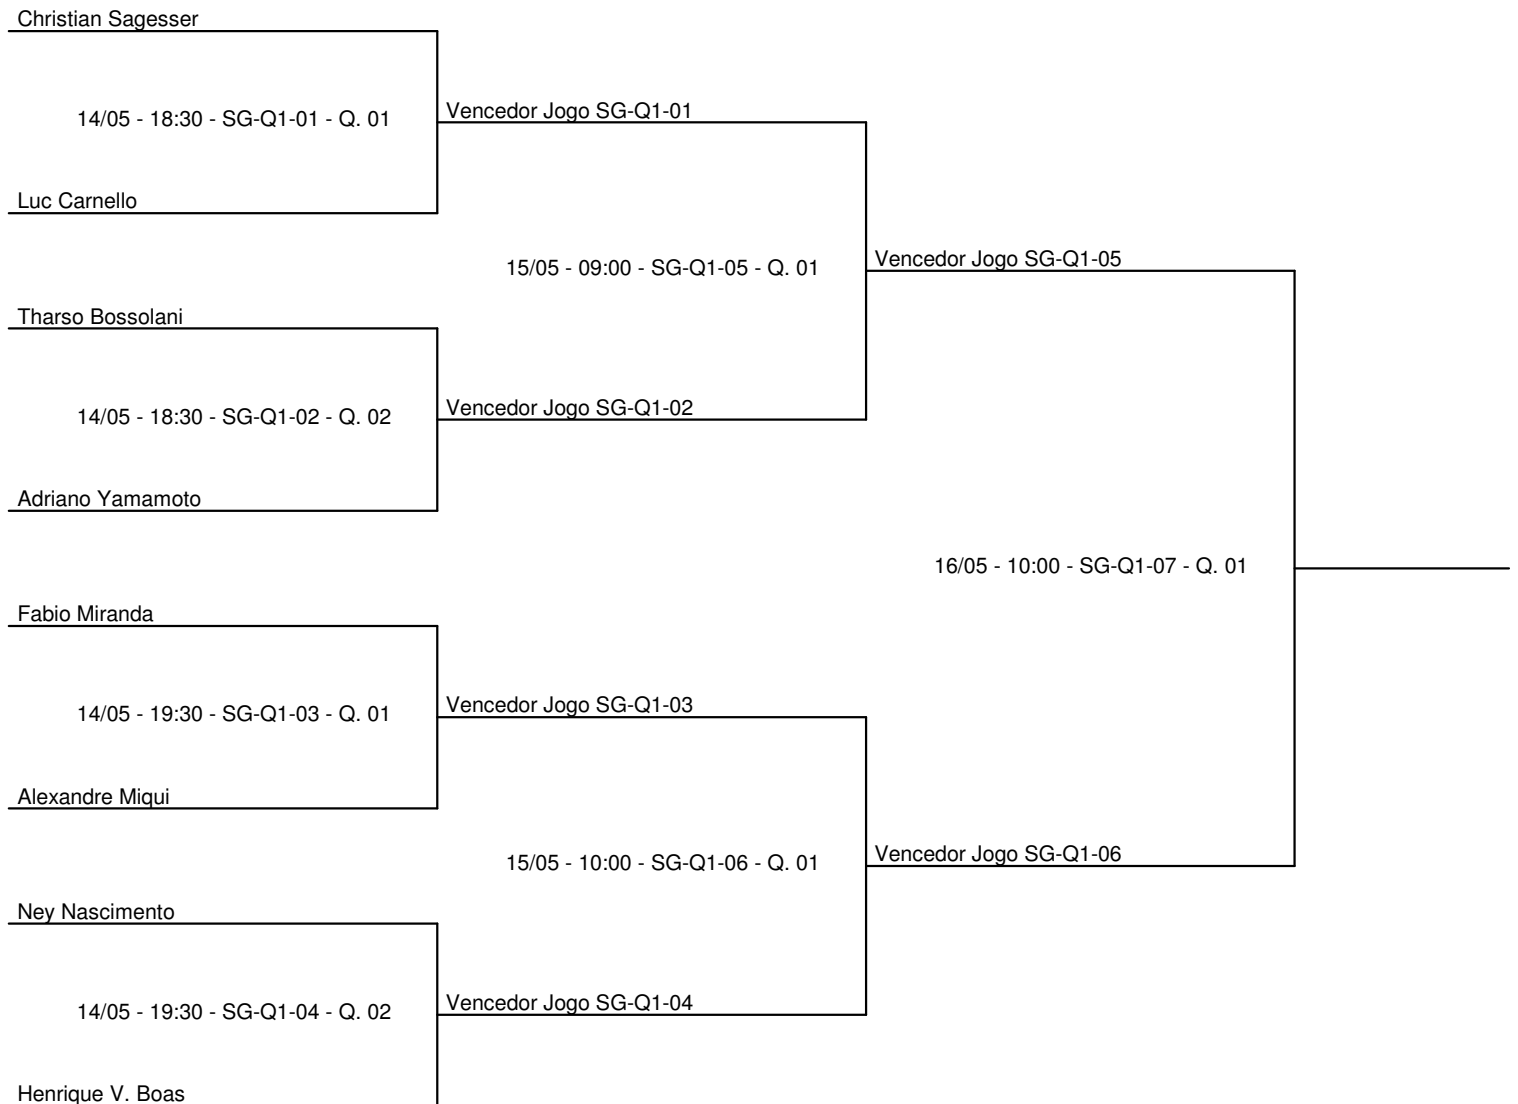 Christian Sagesser
14/05 - 18:30 - SG-Q1-01 - Q. 01
Vencedor Jogo SG-Q1-01
Luc Carnello
15/05 - 09:00 - SG-Q1-05 - Q. 01
Vencedor Jogo SG-Q1-05
Tharso Bossolani
14/05 - 18:30 - SG-Q1-02 - Q. 02
Vencedor Jogo SG-Q1-02
Adriano Yamamoto
16/05 - 10:00 - SG-Q1-07 - Q. 01
Fabio Miranda
14/05 - 19:30 - SG-Q1-03 - Q. 01
Vencedor Jogo SG-Q1-03
Alexandre Miqui
15/05 - 10:00 - SG-Q1-06 - Q. 01
Vencedor Jogo SG-Q1-06
Ney Nascimento
14/05 - 19:30 - SG-Q1-04 - Q. 02
Vencedor Jogo SG-Q1-04
Henrique V. Boas